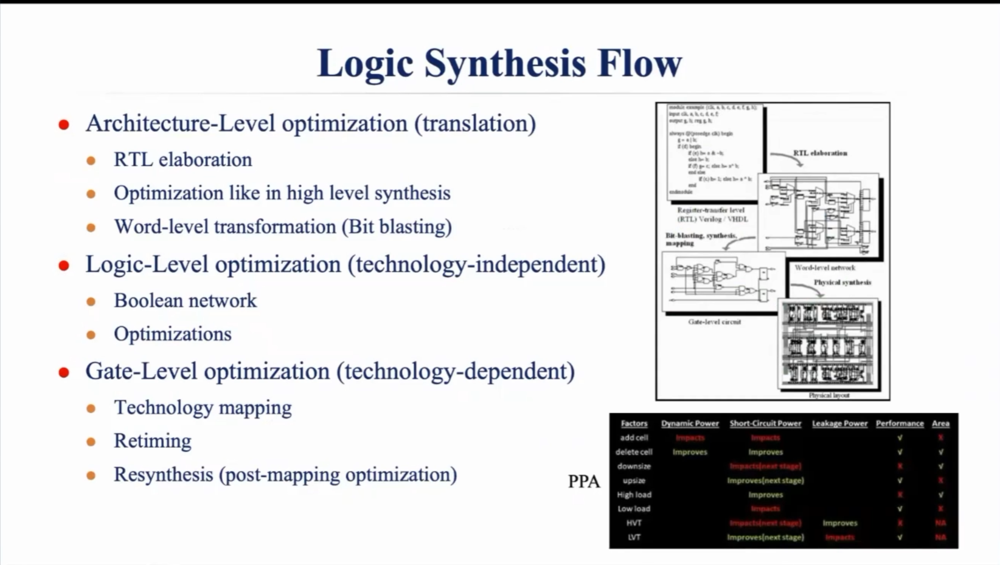 Logic Synthesis Flow
Architecture-Level optimization (translation)
RTL elaboration
Optimization like in high level synthesis
Word-level transformation (Bit blasting)
Logic-Level optimization (technology-independent)
Boolean network
Optimizations
Gate-Level optimization (technology-dependent)
Technology mapping
Retiming
Resynthesis (post-mapping optimization)
module example (clk, a, b, c, d, e, f, g, h);
input clk, a, b, c, d, e, f;
output g, h; reg g, h;
always @(posedge clk) begin
g = a | b;
if (d) begin
else h= b;
end else
end
endmodule
RTL elaboration
Register-transfer level
(RTL) Verilog / VHDL
Bit-blasting, synthesis,
mapping
Word-level network
Physical synthesis
Gate-level circuit
Physical layout
PPA
Factors Dynamic Power Short-Circuit Power Leakage Power Performance Area
add cell Impacts Impacts √ X
delete cell Improves Improves √ √
downsize Impacts(next stage) X √
upsize Improves(next stage) √ X
High load Improves X √
Low load Impacts √ X
HVT Impacts(next stage) Improves X NA
LVT Improves(next stage) Impacts √ NA